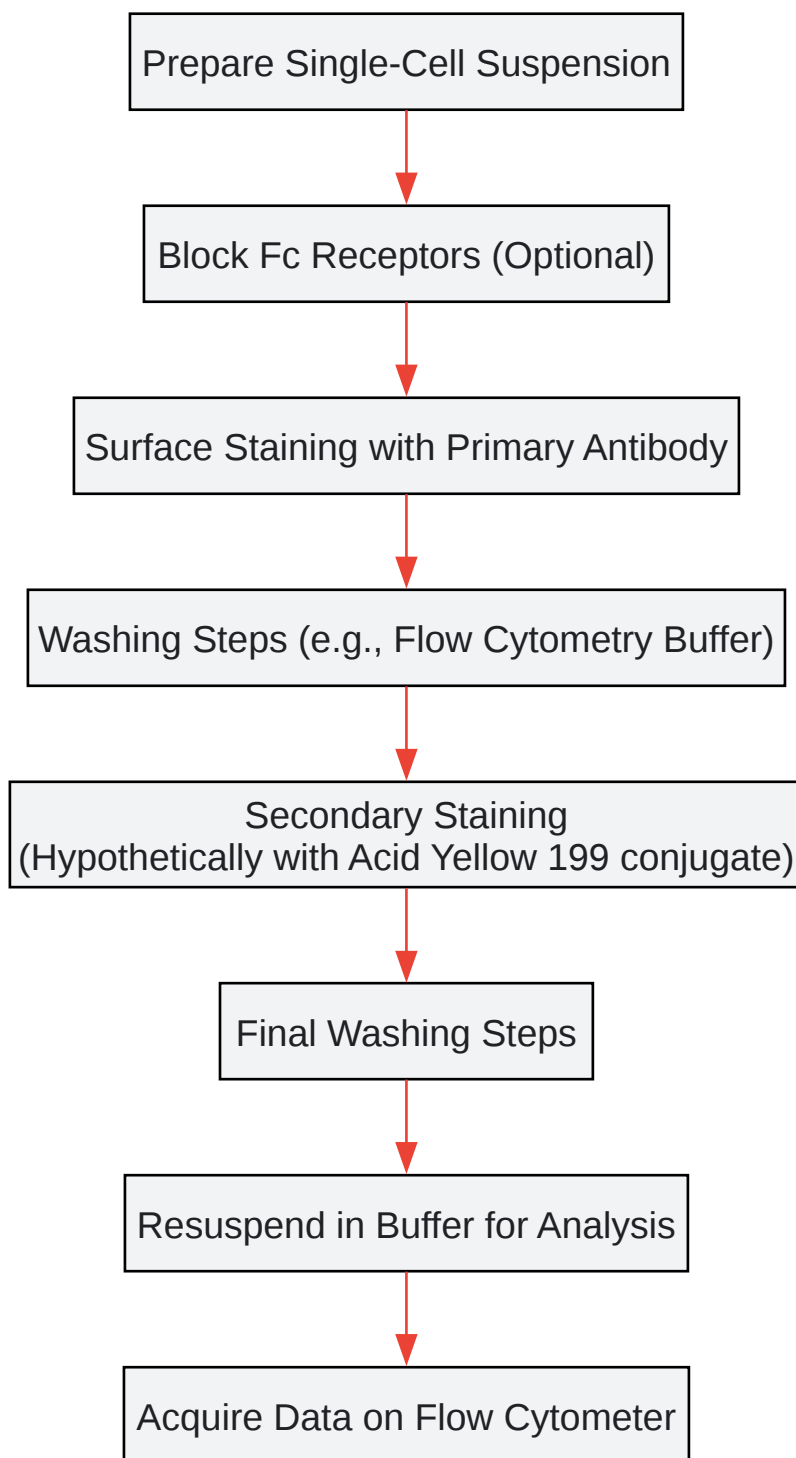 Prepare Single-Cell Suspension
Block Fc Receptors (Optional)
Surface Staining with Primary Antibody
Washing Steps (e.g., Flow Cytometry Buffer)
Secondary Staining
(Hypothetically with Acid Yellow 199 conjugate)
Final Washing Steps
Resuspend in Buffer for Analysis
Acquire Data on Flow Cytometer